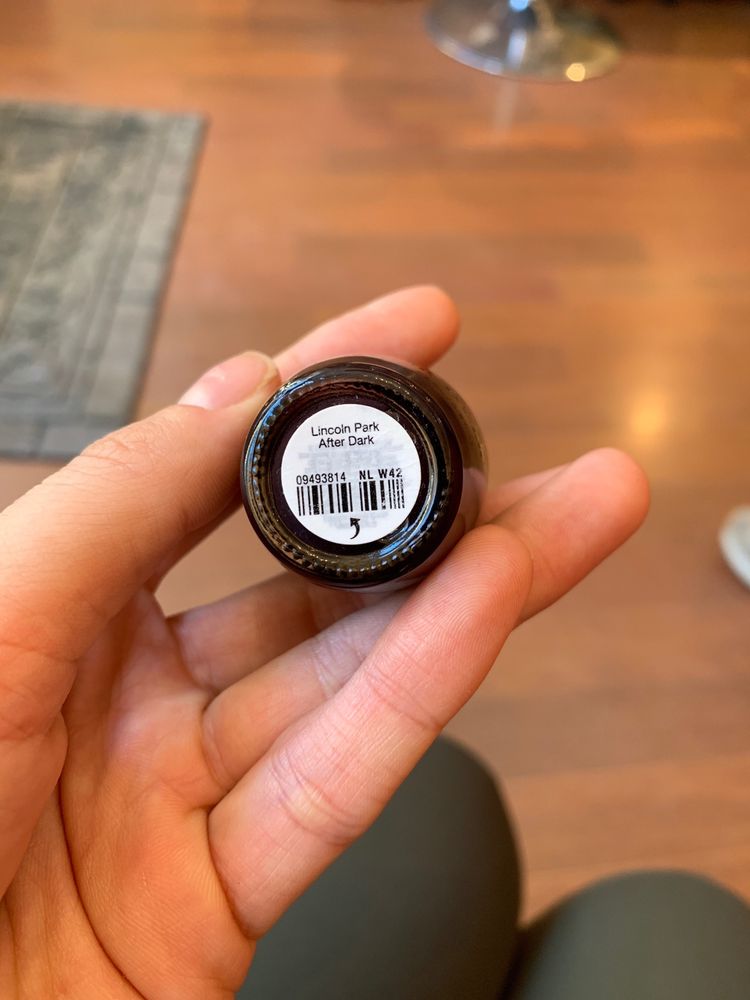 Lincoln Park
After Dark
09493814 NL W42